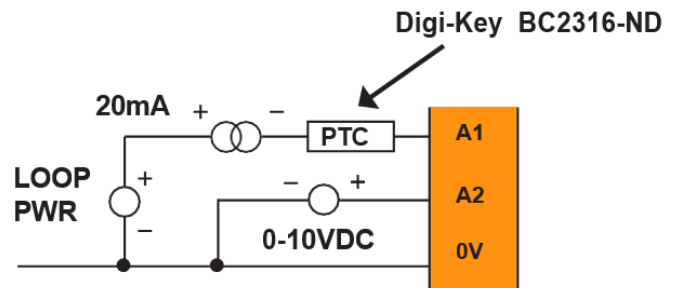 Digi-Key BC2316-ND
20mA + −
PTC
A1
LOOP
PWR
+
−
− +
A2
0-10VDC
0V